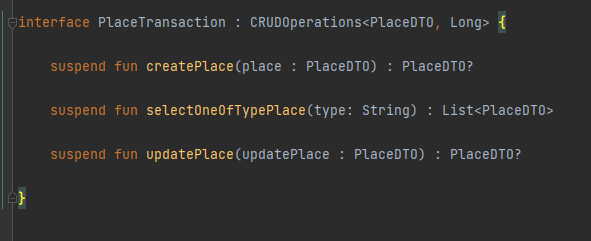 interface PlaceTransaction : CRUDOperations<PlaceDTO, Long> {
suspend fun createPlace(place : PlaceDTO) : PlaceDTO?
suspend fun selectOneOfTypePlace(type: String) : List<PlaceDTO>
suspend fun updatePlace(updatePlace : PlaceDTO) : PlaceDTO?
}